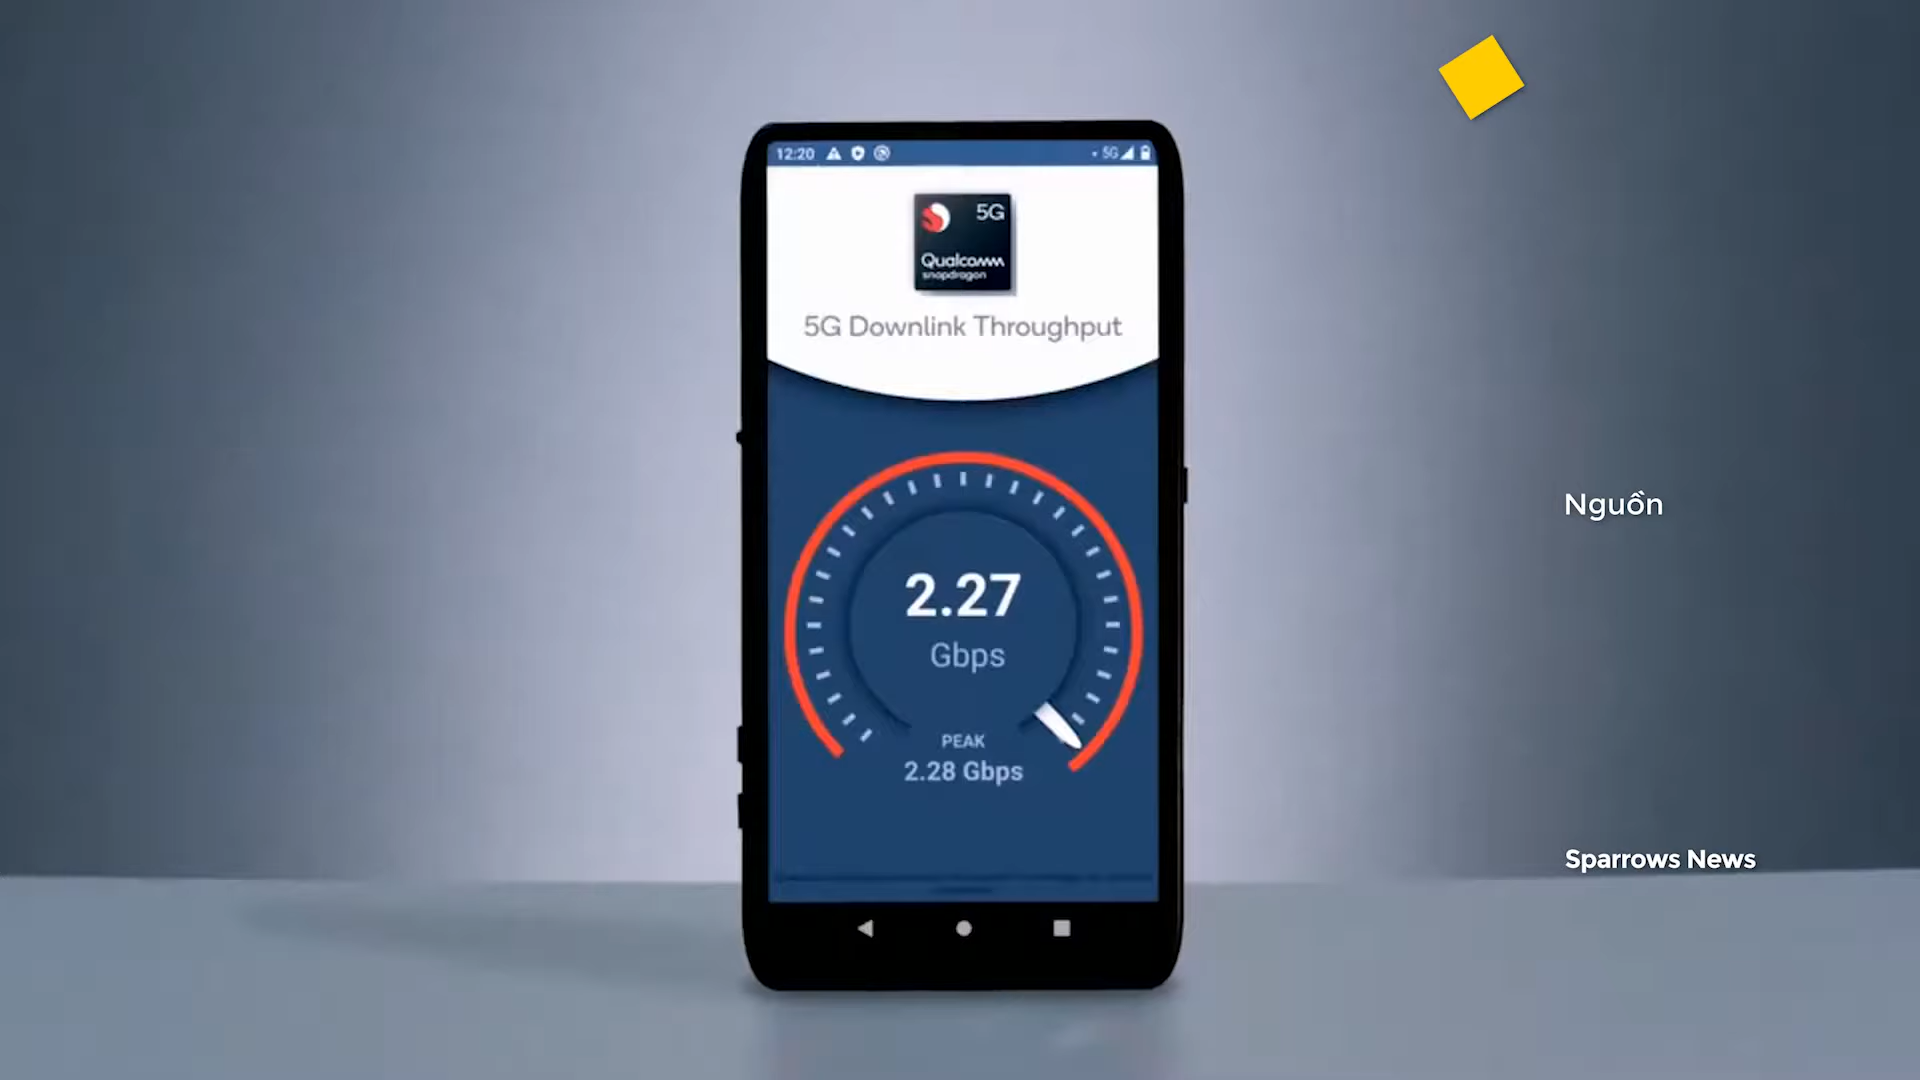 12:20
5G
5G
Qualcomm
snapdragon
5G Downlink Throughput
2.27
Gbps
PEAK
2.28 Gbps
Nguồn
Sparrows News